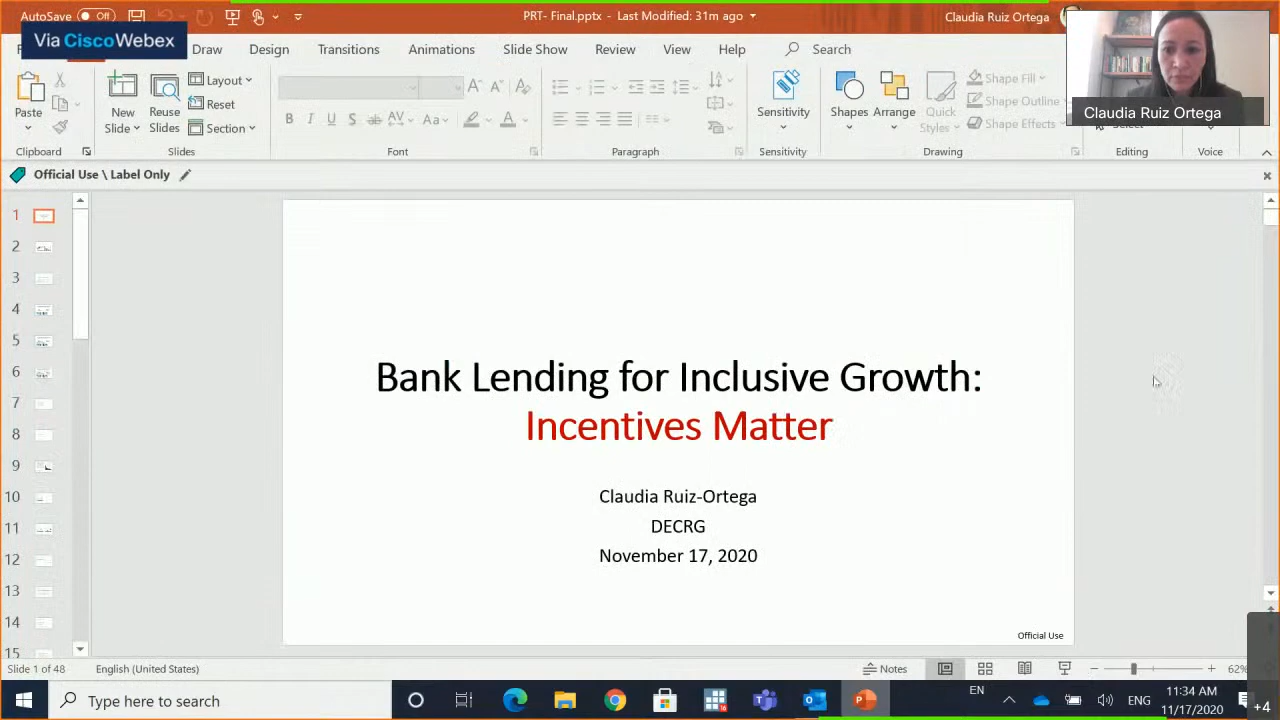 AutoSave Off PRT- Final.pptx - Last Modified: 31m ago Claudia Ruiz Ortega
Via CiscoWebex
Draw Design Transitions Animations Slide Show Review View Help Search
Paste
New Slide
Reuse Slides
Layout
Reset
Section
Aa
Sensitivity
Shapes
Arrange
Quick Styles
Shape Fill
Shape Outline
Shape Effects
Claudia Ruiz Ortega
Clipboard Slides Font Paragraph Sensitivity Drawing Editing Voice
Official Use \ Label Only
1
2
3
4
5
6
7
8
9
10
11
12
13
14
15
Bank Lending for Inclusive Growth:
Incentives Matter
Claudia Ruiz-Ortega
DECRG
November 17, 2020
Official Use
Slide 1 of 48 English (United States) Notes 62%
Type here to search EN ENG 11:34 AM
11/17/2020
+4